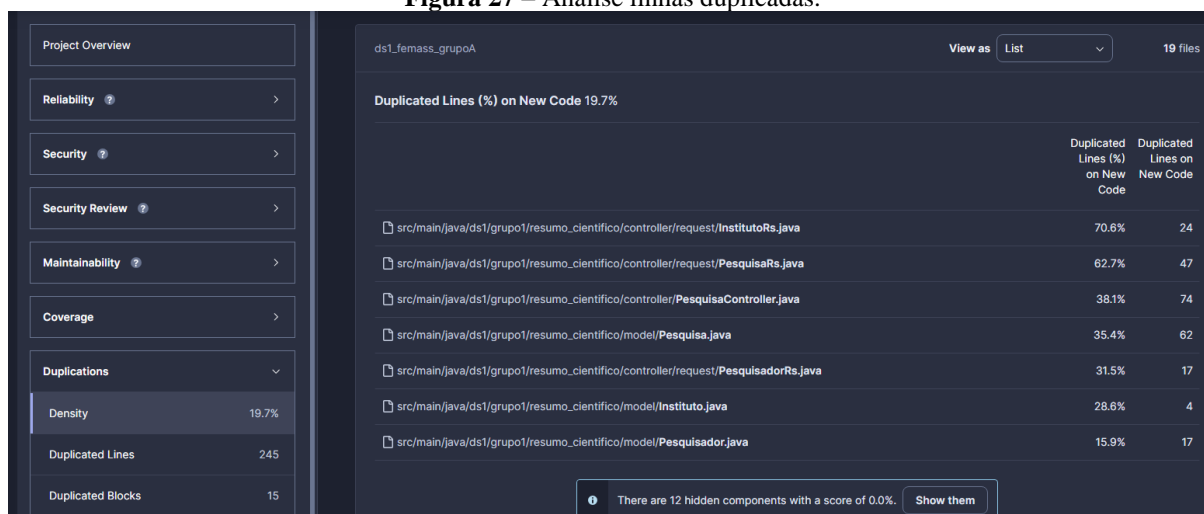 Figura 27 – Análise linhas duplicadas.
Project Overview
Reliability ?
Security ?
Security Review ?
Maintainability ?
Coverage
Duplications
Density 19.7%
Duplicated Lines 245
Duplicated Blocks 15
ds1_femass_grupoA View as List 19 files
Duplicated Lines (%) on New Code 19.7%
Duplicated Lines (%) on New Code
Duplicated Lines on New Code
src/main/java/ds1/grupo1/resumo_cientifico/controller/request/InstitutoRs.java 70.6% 24
src/main/java/ds1/grupo1/resumo_cientifico/controller/request/PesquisaRs.java 62.7% 47
src/main/java/ds1/grupo1/resumo_cientifico/controller/PesquisaController.java 38.1% 74
src/main/java/ds1/grupo1/resumo_cientifico/model/Pesquisa.java 35.4% 62
src/main/java/ds1/grupo1/resumo_cientifico/controller/request/PesquisadorRs.java 31.5% 17
src/main/java/ds1/grupo1/resumo_cientifico/model/Instituto.java 28.6% 4
src/main/java/ds1/grupo1/resumo_cientifico/model/Pesquisador.java 15.9% 17
There are 12 hidden components with a score of 0.0%. Show them